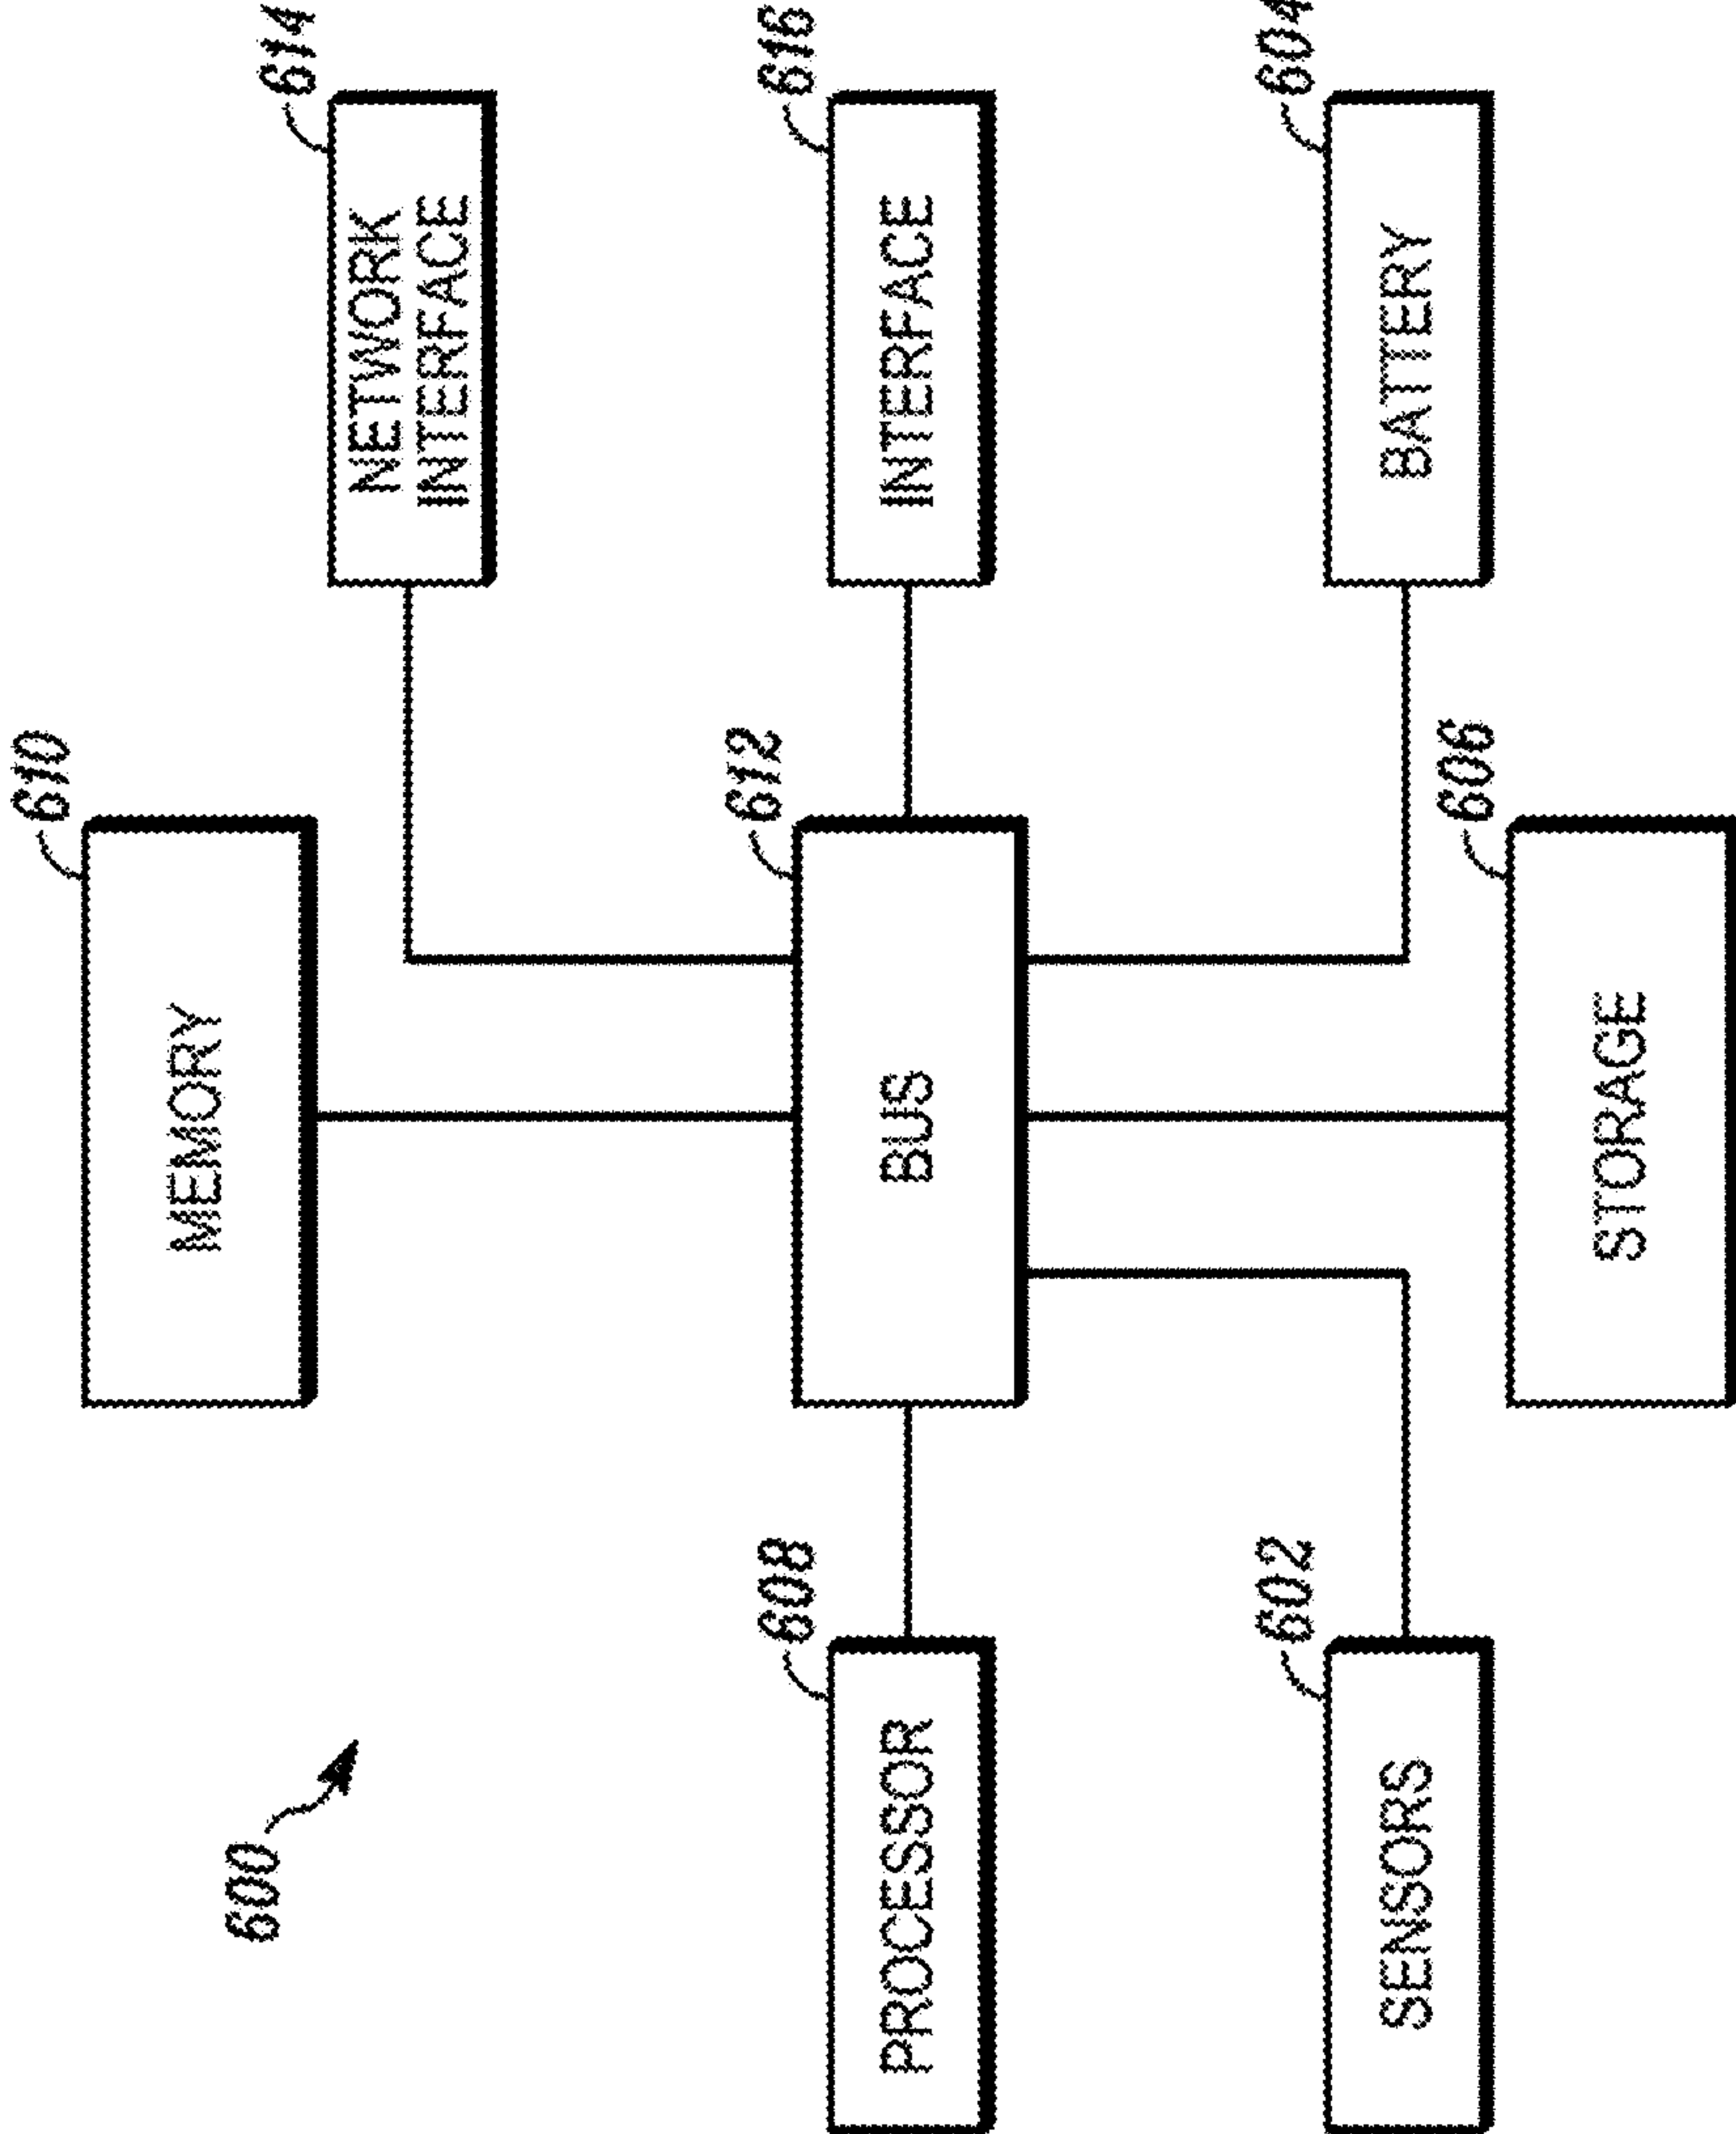 600
610
MEMORY
614
NETWORK
INTERFACE
608
PROCESSOR
612
BUS
616
INTERFACE
602
SENSORS
604
BATTERY
606
STORAGE